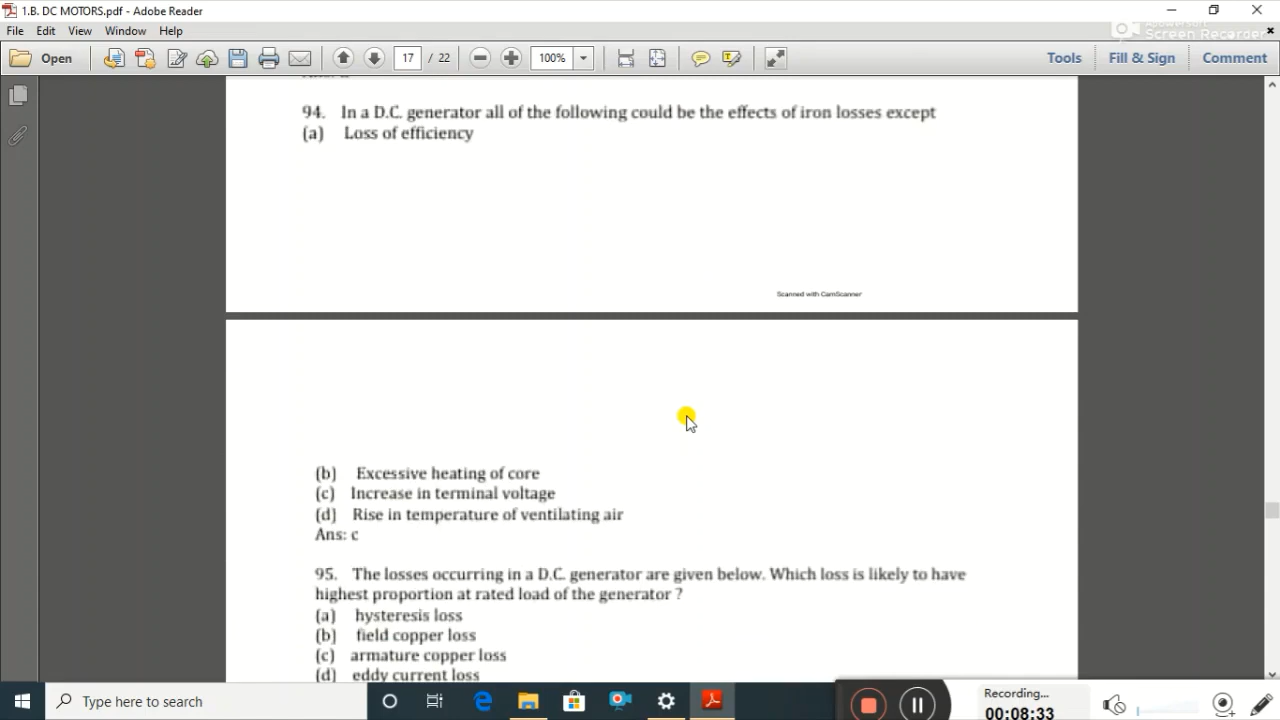 1.B. DC MOTORS.pdf - Adobe Reader
File Edit View Window Help
Screen Recorder
Open 17 / 22 100% Tools Fill & Sign Comment
94. In a D.C. generator all of the following could be the effects of iron losses except
(a) Loss of efficiency
Scanned with CamScanner
(b) Excessive heating of core
(c) Increase in terminal voltage
(d) Rise in temperature of ventilating air
Ans: c
95. The losses occurring in a D.C. generator are given below. Which loss is likely to have
highest proportion at rated load of the generator ?
(a) hysteresis loss
(b) field copper loss
(c) armature copper loss
(d) eddy current loss
Type here to search
Recording...
00:08:33